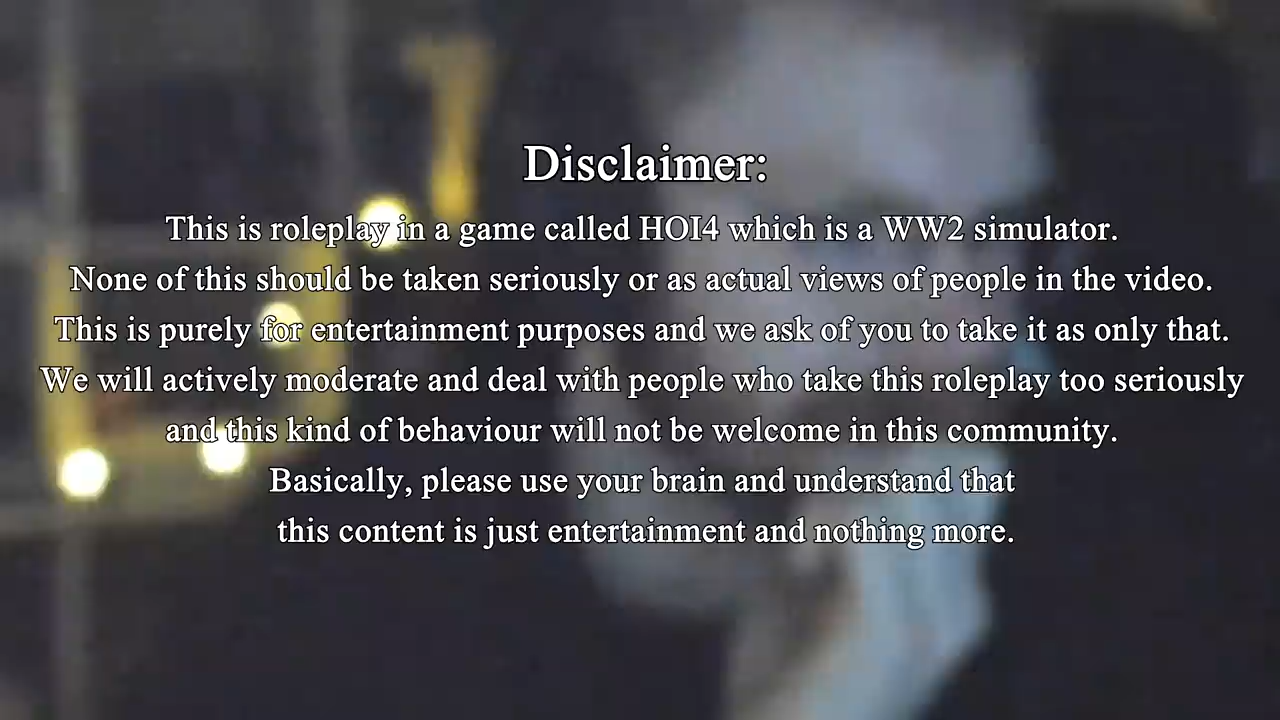 Disclaimer:
This is roleplay in a game called HOI4 which is a WW2 simulator.
None of this should be taken seriously or as actual views of people in the video.
This is purely for entertainment purposes and we ask of you to take it as only that.
We will actively moderate and deal with people who take this roleplay too seriously
and this kind of behaviour will not be welcome in this community.
Basically, please use your brain and understand that
this content is just entertainment and nothing more.